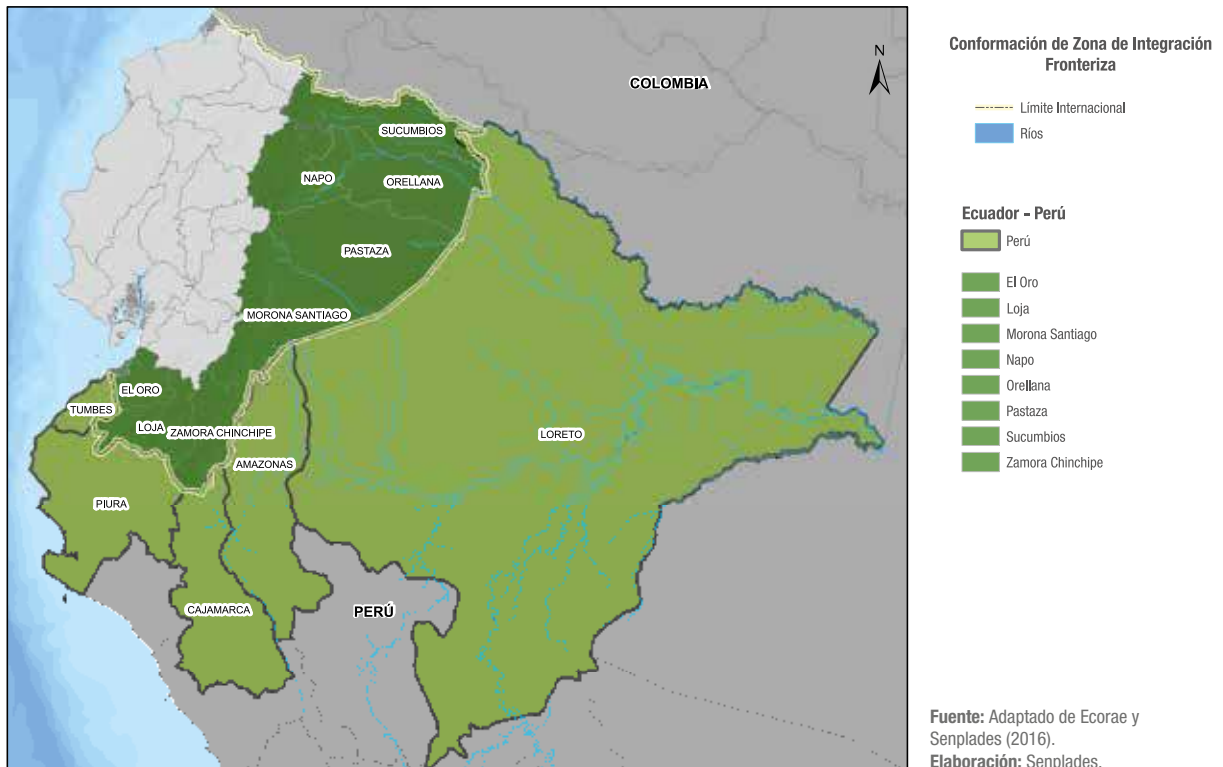 COLOMBIA
N
SUCUMBIOS
NAPO
ORELLANA
PASTAZA
MORONA SANTIAGO
EL ORO
TUMBES
LOJA
ZAMORA CHINCHIPE
LORETO
AMAZONAS
PIURA
CAJAMARCA
PERÚ
Conformación de Zona de Integración
Fronteriza
Límite Internacional
Ríos
Ecuador - Perú
Perú
El Oro
Loja
Morona Santiago
Napo
Orellana
Pastaza
Sucumbios
Zamora Chinchipe
Fuente: Adaptado de Ecorae y
Senplades (2016).
Elaboración: Senplades.